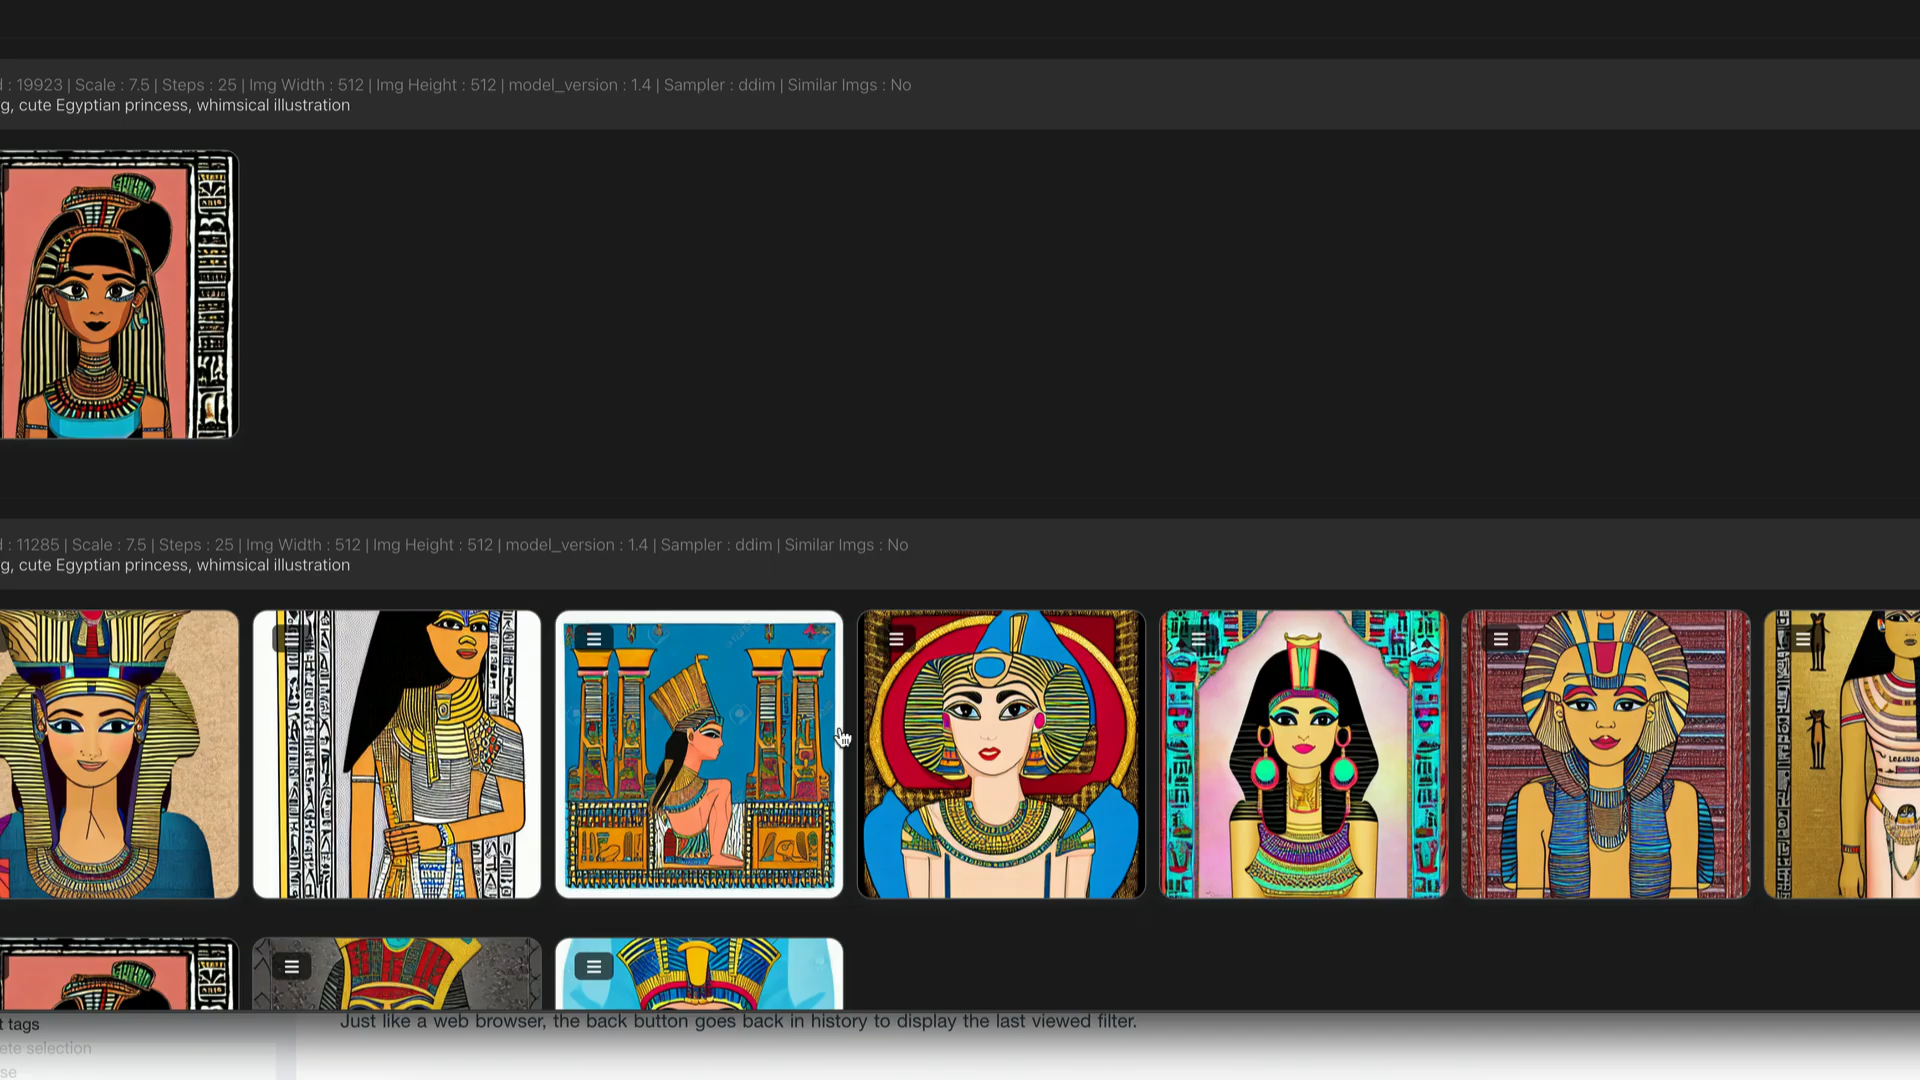 : 19923 | Scale : 7.5 | Steps : 25 | Img Width : 512 | Img Height : 512 | model_version : 1.4 | Sampler : ddim | Similar Imgs : No
g, cute Egyptian princess, whimsical illustration
: 11285 | Scale : 7.5 | Steps : 25 | Img Width : 512 | Img Height : 512 | model_version : 1.4 | Sampler : ddim | Similar Imgs : No
g, cute Egyptian princess, whimsical illustration
Just like a web browser, the back button goes back in history to display the last viewed filter.
t tags
ete selection
se